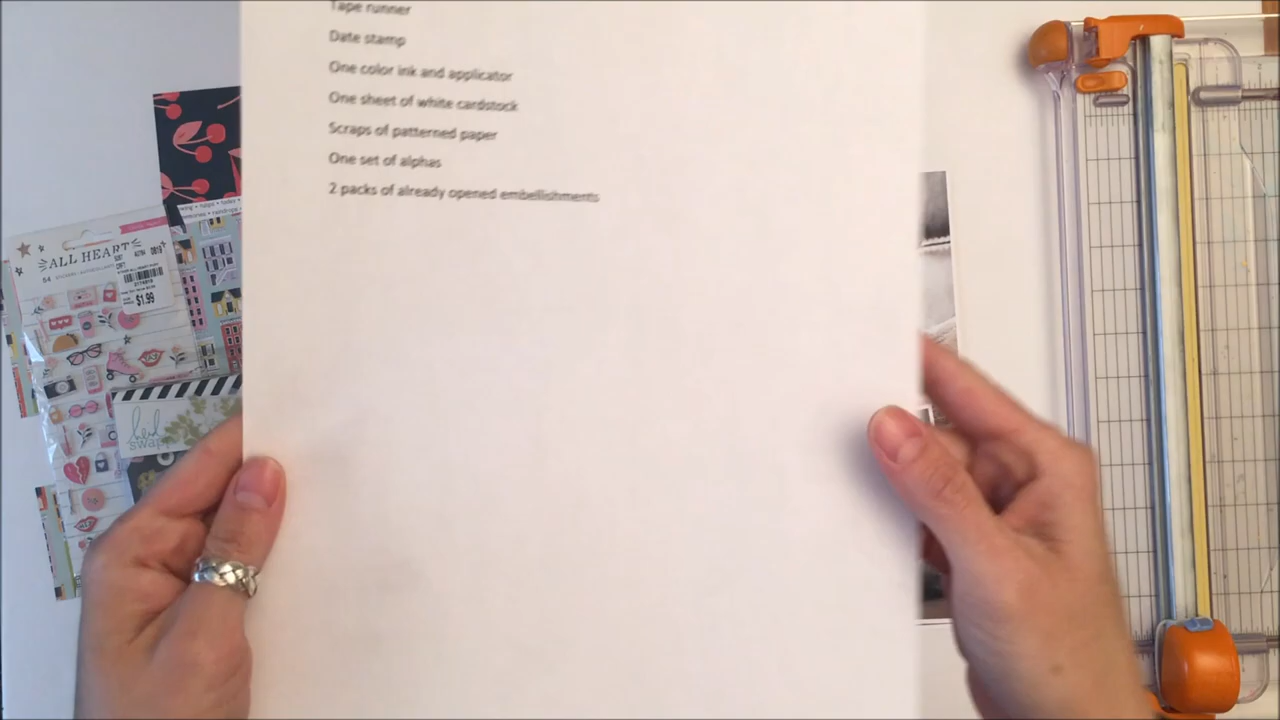 Tape runner
Date stamp
One color ink and applicator
One sheet of white cardstock
Scraps of patterned paper
One set of alphas
2 packs of already opened embellishments
ALL HEART
54
$1.99